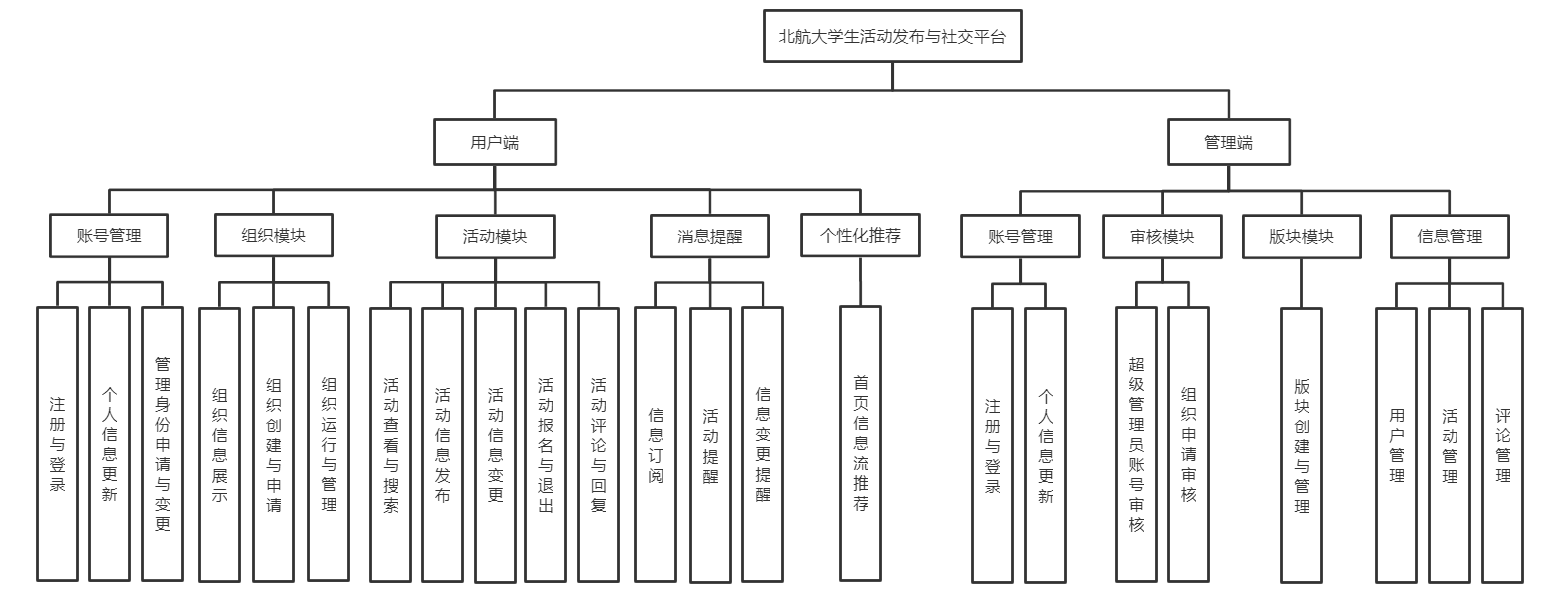 北航大学生活动发布与社交平台
用户端
管理端
账号管理
组织模块
活动模块
消息提醒
个性化推荐
账号管理
审核模块
版块模块
信息管理
注册与登录
个人信息更新
管理身份申请与变更
组织信息展示
组织创建与申请
组织运行与管理
活动查看与搜索
活动信息发布
活动信息变更
活动报名与退出
活动评论与回复
信息订阅
活动提醒
信息变更提醒
首页信息流推荐
注册与登录
个人信息更新
超级管理员账号审核
组织申请审核
版块创建与管理
用户管理
活动管理
评论管理